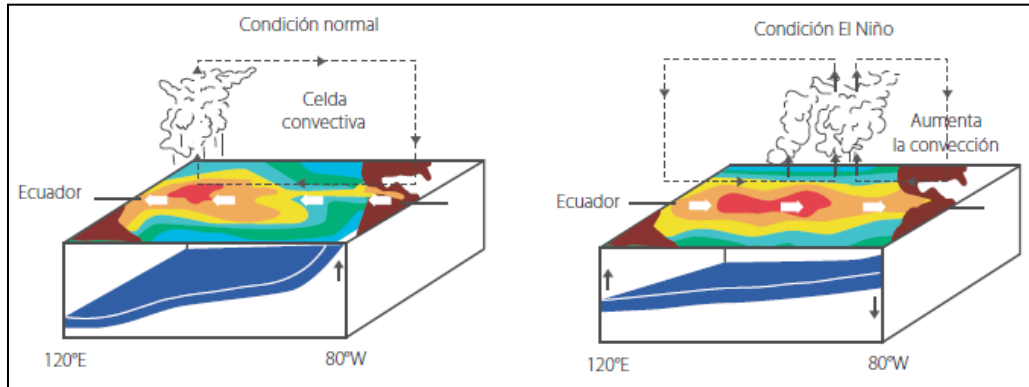 Condición normal
Celda
convectiva
Ecuador
120°E
80°W
Condición El Niño
Aumenta
la convección
Ecuador
120°E
80°W